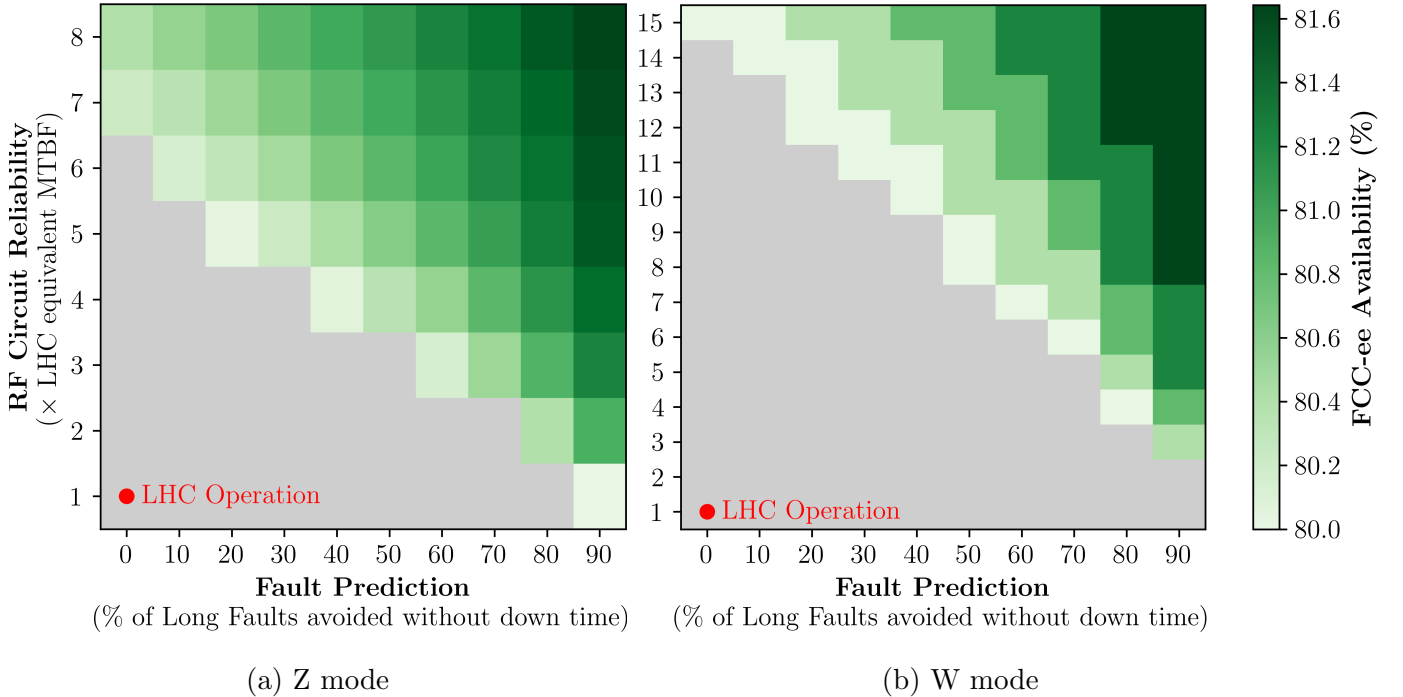 RF Circuit Reliability
(× LHC equivalent MTBF)
8
7
6
5
4
3
2
1
LHC Operation
0 10 20 30 40 50 60 70 80 90
Fault Prediction
(% of Long Faults avoided without down time)
(a) Z mode
15
14
13
12
11
10
9
8
7
6
5
4
3
2
1
LHC Operation
0 10 20 30 40 50 60 70 80 90
Fault Prediction
(% of Long Faults avoided without down time)
(b) W mode
81.6
81.4
81.2
81.0
80.8
80.6
80.4
80.2
80.0
FCC-ee Availability (%)